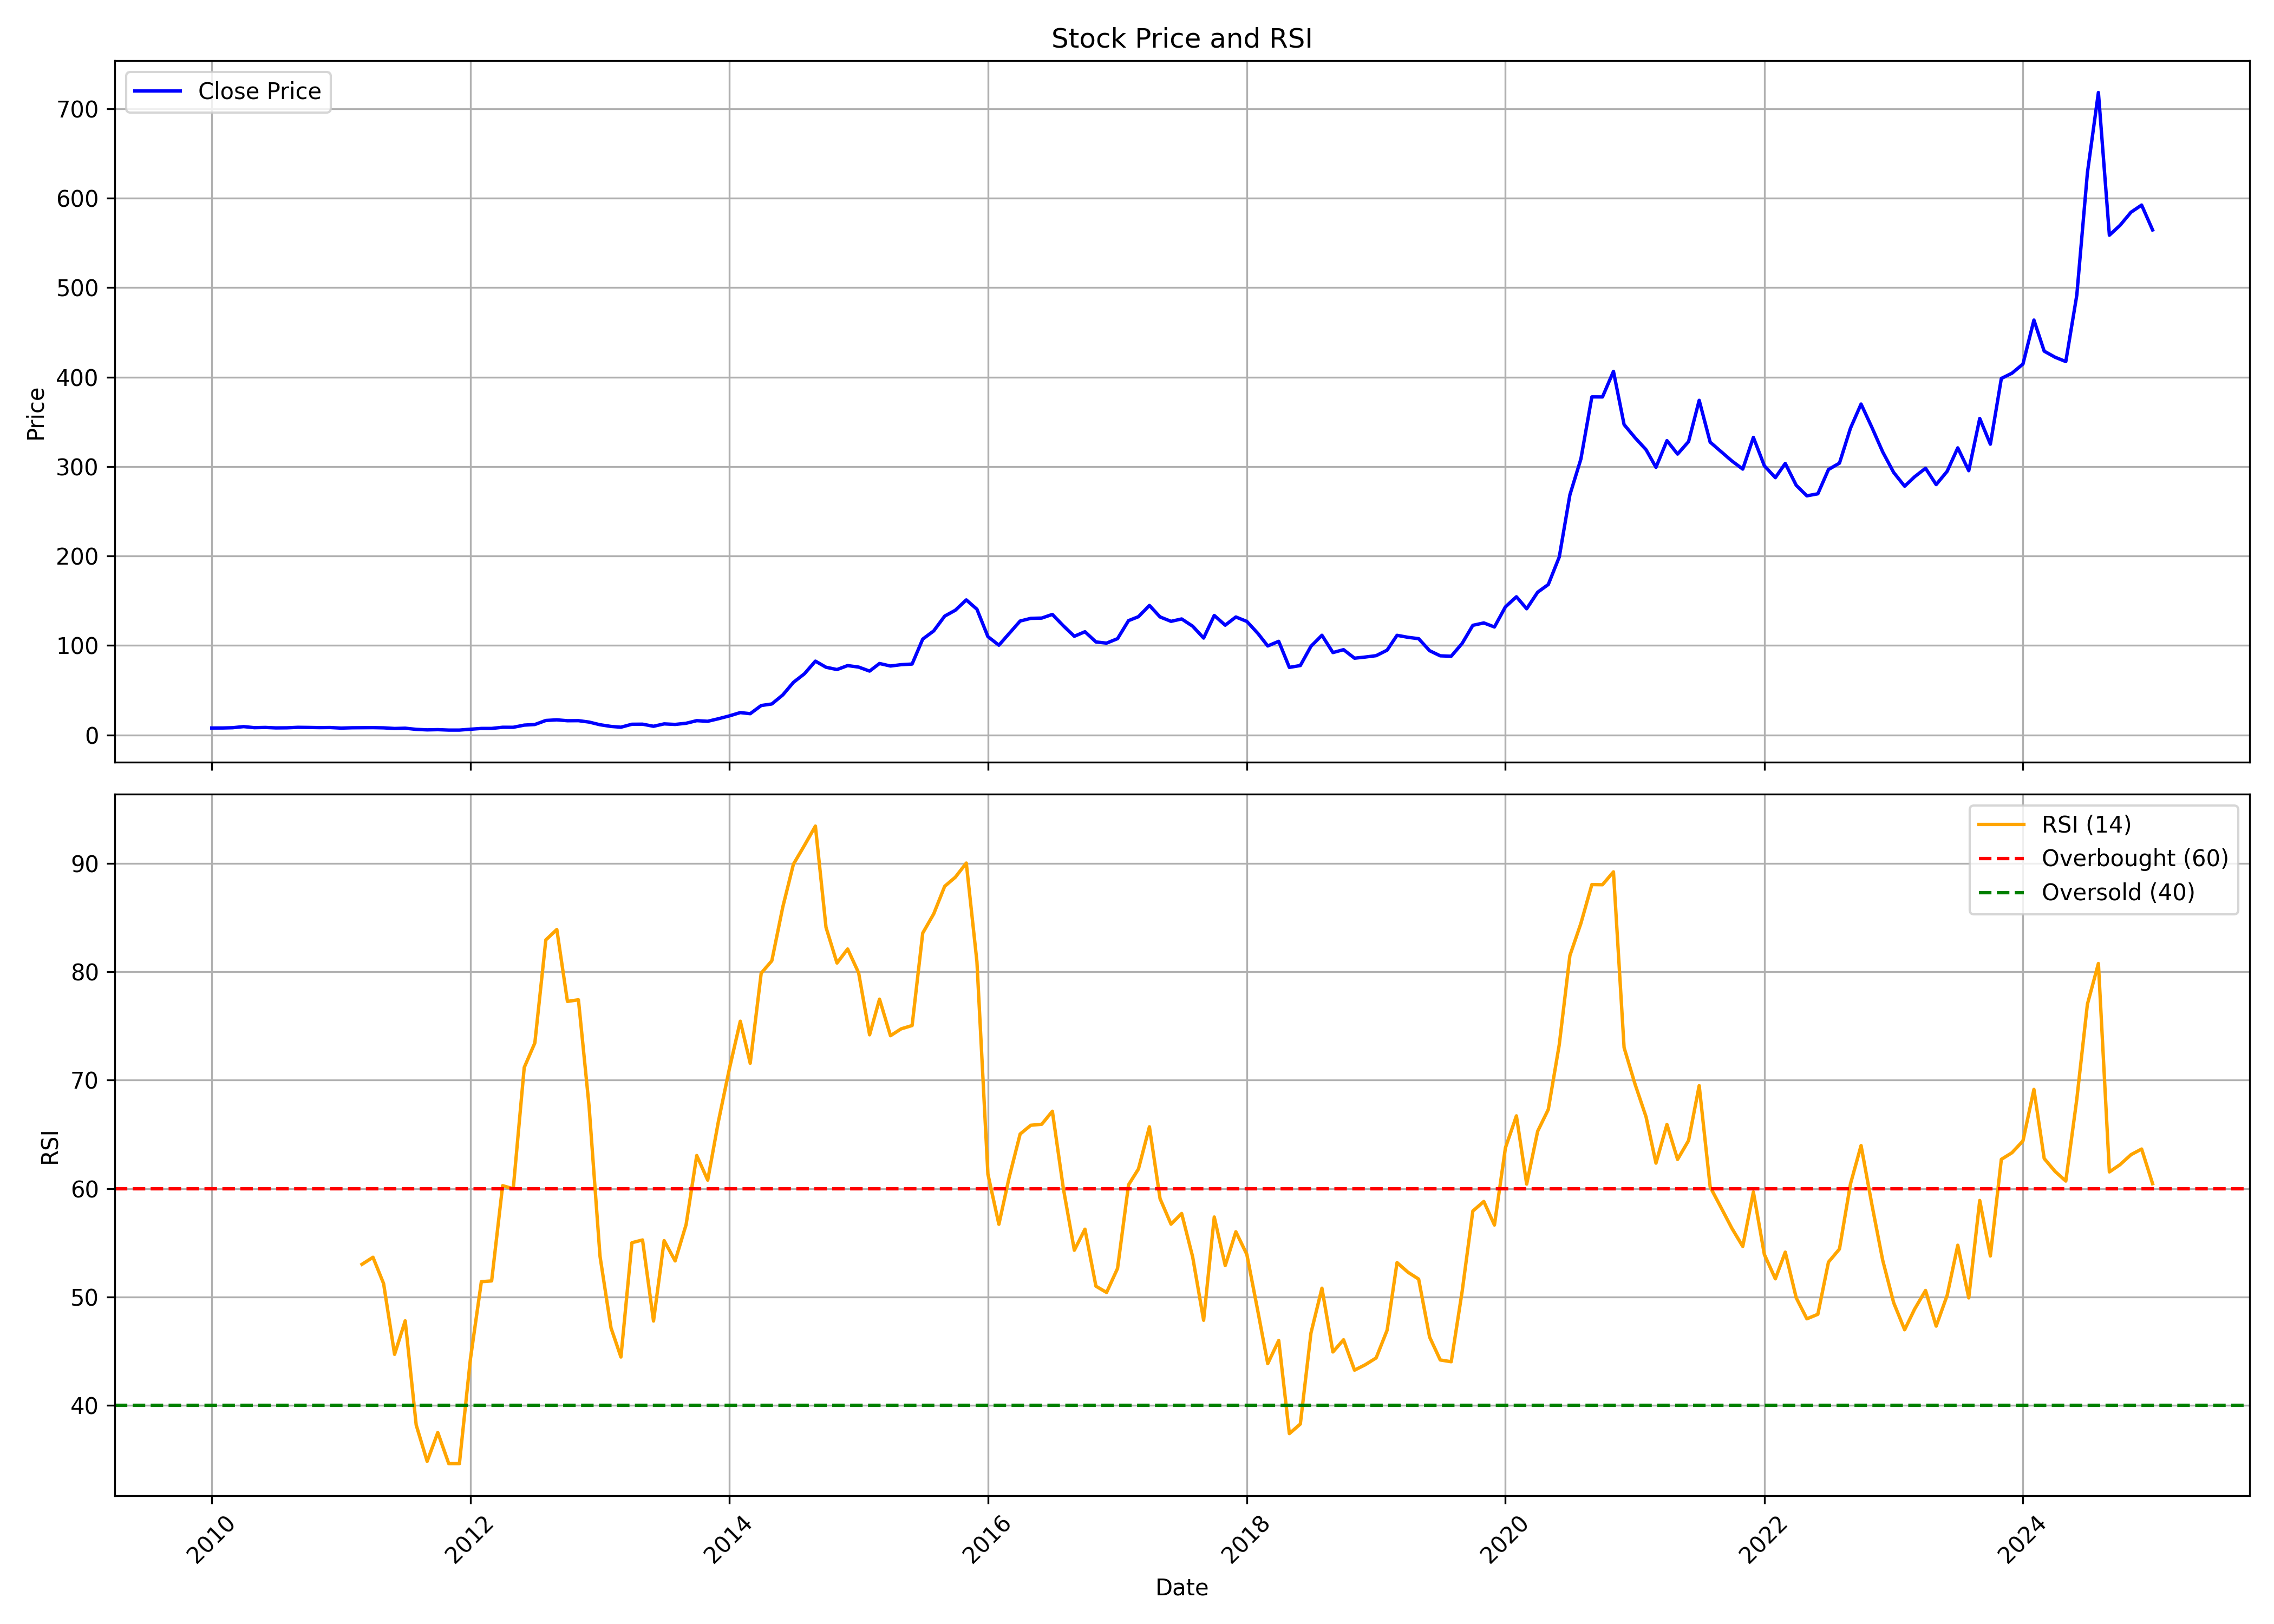 Stock Price and RSI
Close Price
700
600
500
400
300
200
100
0
Price
RSI (14)
Overbought (60)
Oversold (40)
90
80
70
60
50
40
RSI
2010
2012
2014
2016
2018
2020
2022
2024
Date